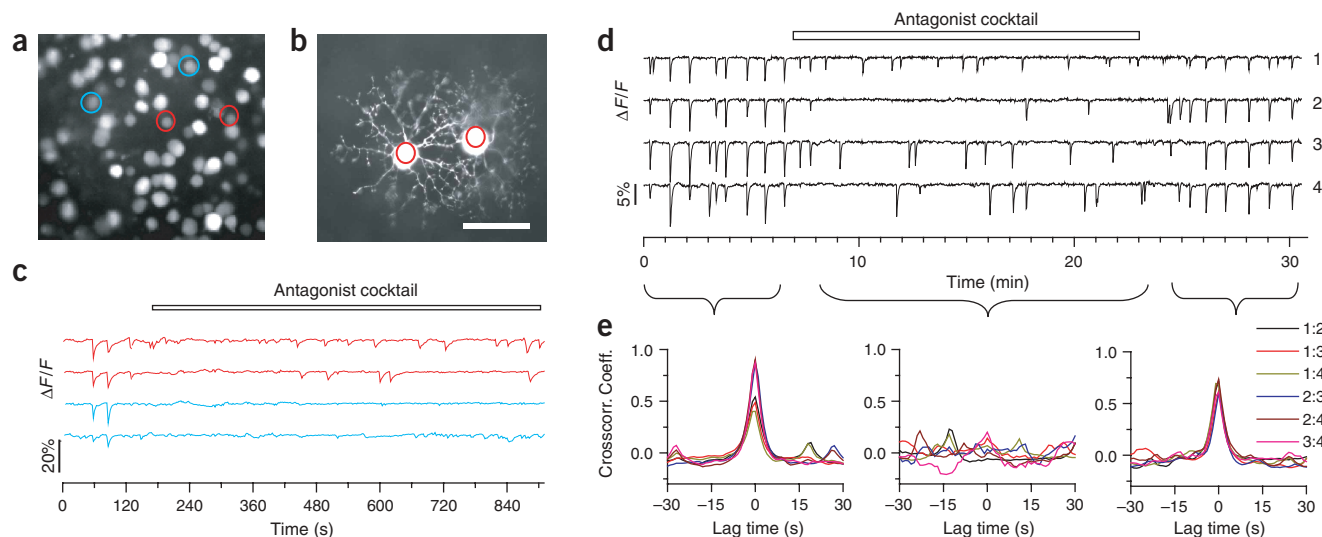 a
b
c
Antagonist cocktail
ΔF/F
20%
0 120 240 360 480 600 720 840
Time (s)
d
Antagonist cocktail
ΔF/F
1
2
3
4
5%
0 10 20 30
Time (min)
e
Crosscorr. Coeff.
1.0
0.5
0.0
−30 −15 0 15 30
Lag time (s)
1.0
0.5
0.0
−30 −15 0 15 30
Lag time (s)
1.0
0.5
0.0
−30 −15 0 15 30
Lag time (s)
1:2
1:3
1:4
2:3
2:4
3:4